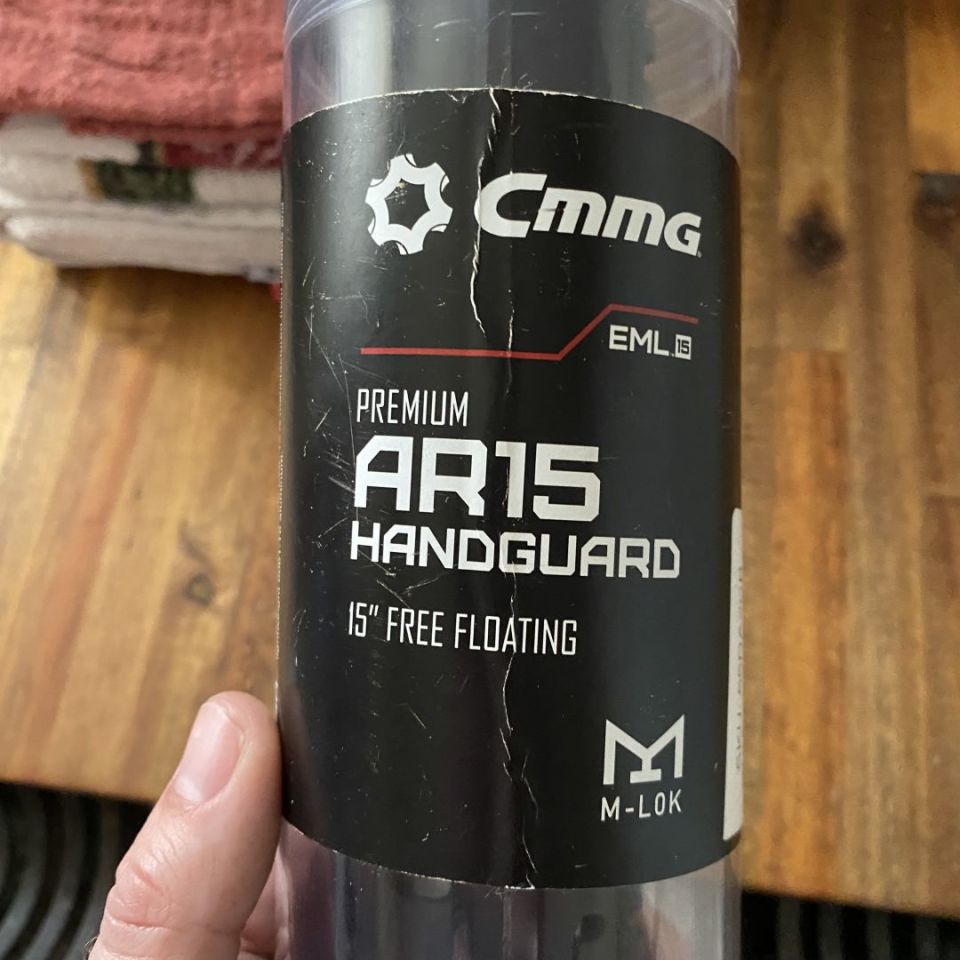 CMMG
EML.15
PREMIUM
AR15
HANDGUARD
15" FREE FLOATING
M-LOK